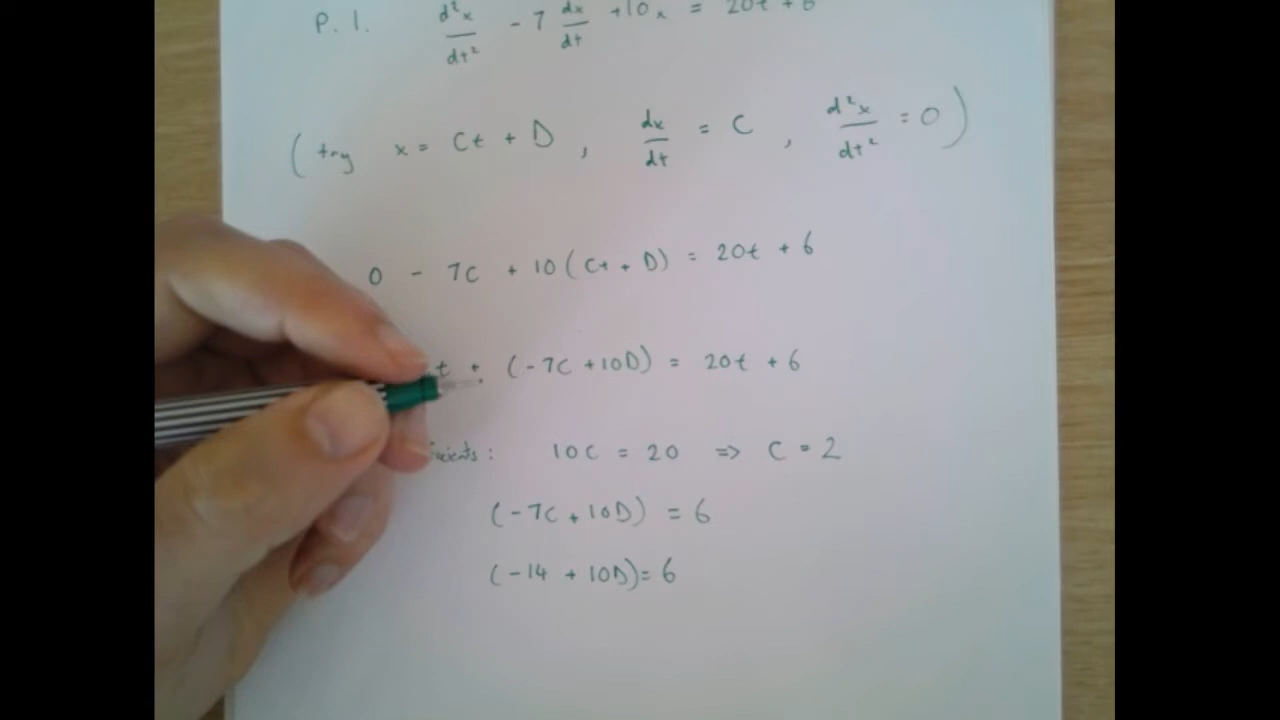 P. I. d²x/dt² - 7 dx/dt + 10x = 20t + 6
( try x = Ct + D , dx/dt = C , d²x/dt² = 0 )
0 - 7C + 10 ( Ct + D ) = 20t + 6
t + ( - 7C + 10D ) = 20t + 6
: 10C = 20 => C = 2
( - 7C + 10D ) = 6
( - 14 + 10D ) = 6